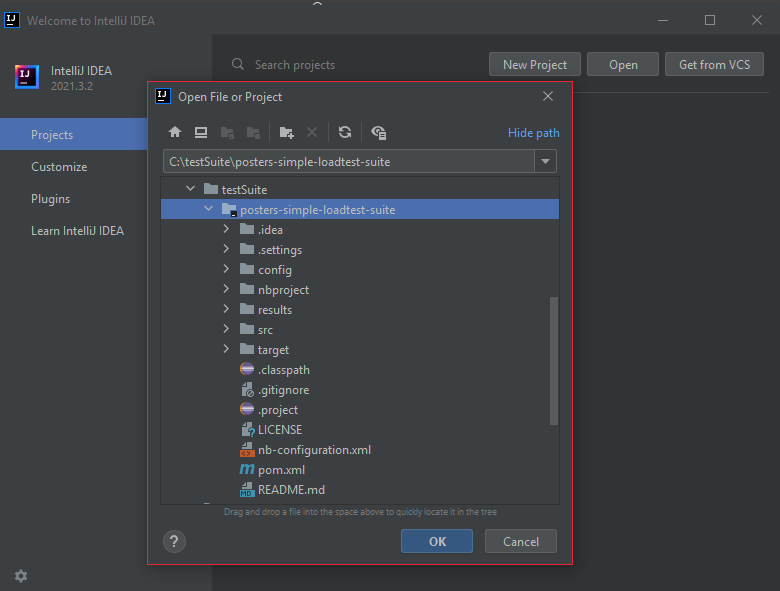 Welcome to IntelliJ IDEA
IntelliJ IDEA
2021.3.2
Search projects
New Project
Open
Get from VCS
Projects
Customize
Plugins
Learn IntelliJ IDEA
Open File or Project
Hide path
C:\testSuite\posters-simple-loadtest-suite
testSuite
posters-simple-loadtest-suite
.idea
.settings
config
nbproject
results
src
target
.classpath
.gitignore
.project
LICENSE
nb-configuration.xml
pom.xml
README.md
Drag and drop a file into the space above to quickly locate it in the tree
?
OK
Cancel